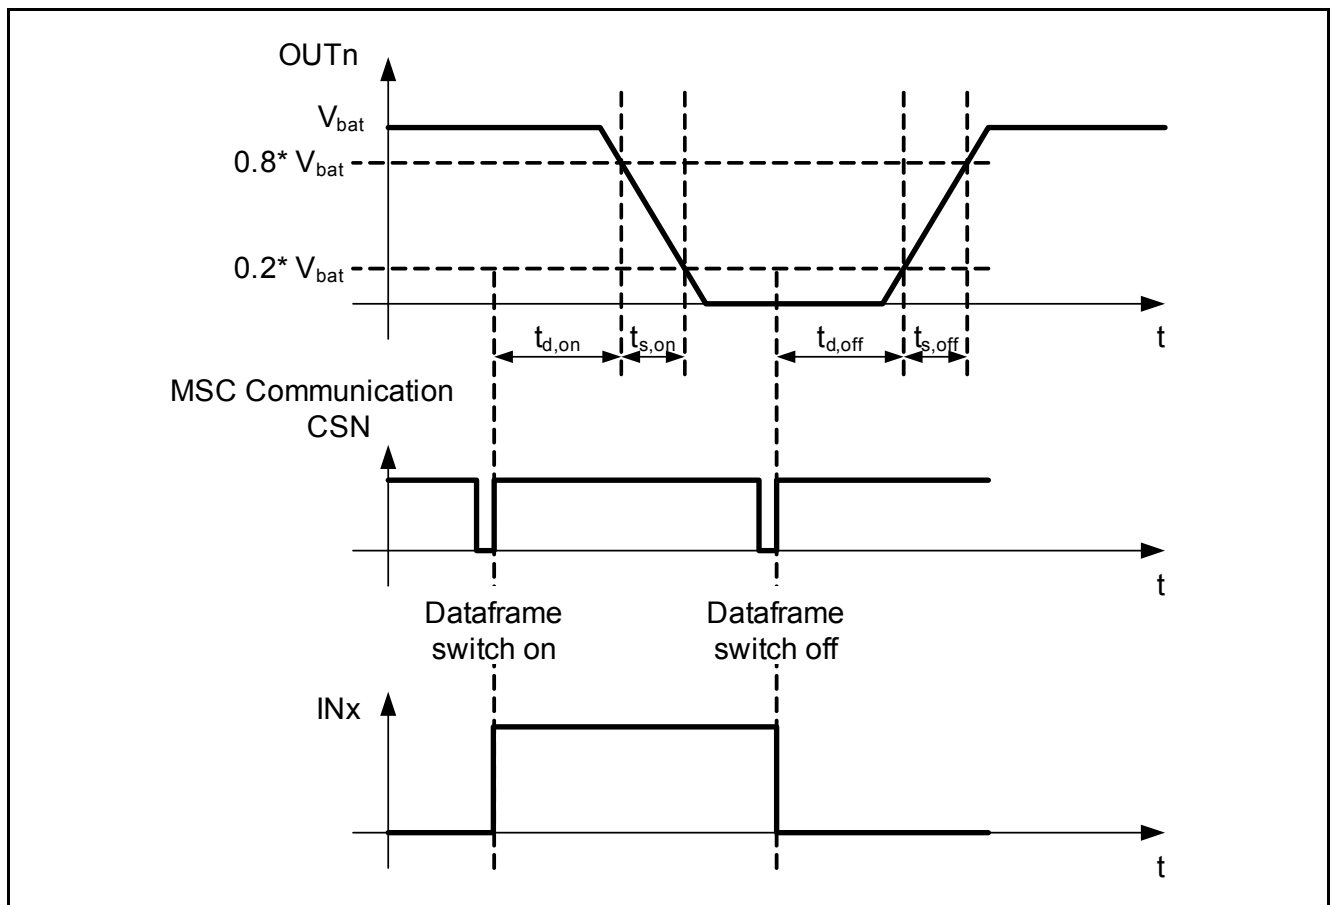 OUTn
V_bat
0.8* V_bat
0.2* V_bat
t_d,on
t_s,on
t_d,off
t_s,off
t
MSC Communication
CSN
t
Dataframe
switch on
Dataframe
switch off
INx
t